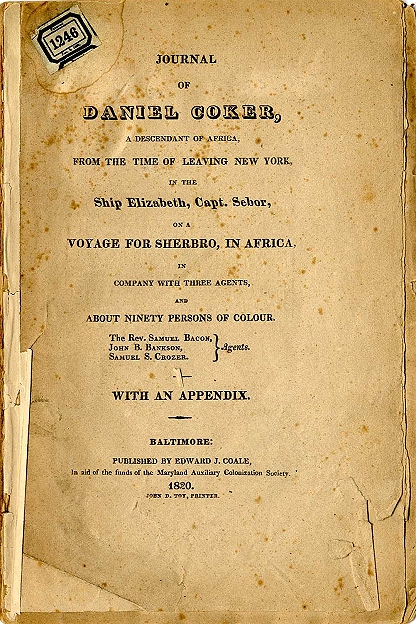 1246
JOURNAL
OF
DANIEL COKER,
A DESCENDANT OF AFRICA,
FROM THE TIME OF LEAVING NEW YORK,
IN THE
Ship Elizabeth, Capt. Sebor,
ON A
VOYAGE FOR SHERBRO, IN AFRICA,
IN
COMPANY WITH THREE AGENTS,
AND
ABOUT NINETY PERSONS OF COLOUR.
The Rev. SAMUEL BACON,
JOHN B. BANKSON, } Agents.
SAMUEL S. CROZER.
WITH AN APPENDIX.
BALTIMORE:
PUBLISHED BY EDWARD J. COALE,
In aid of the funds of the Maryland Auxiliary Colonization Society.
1820.
JOHN D. TOY, PRINTER.